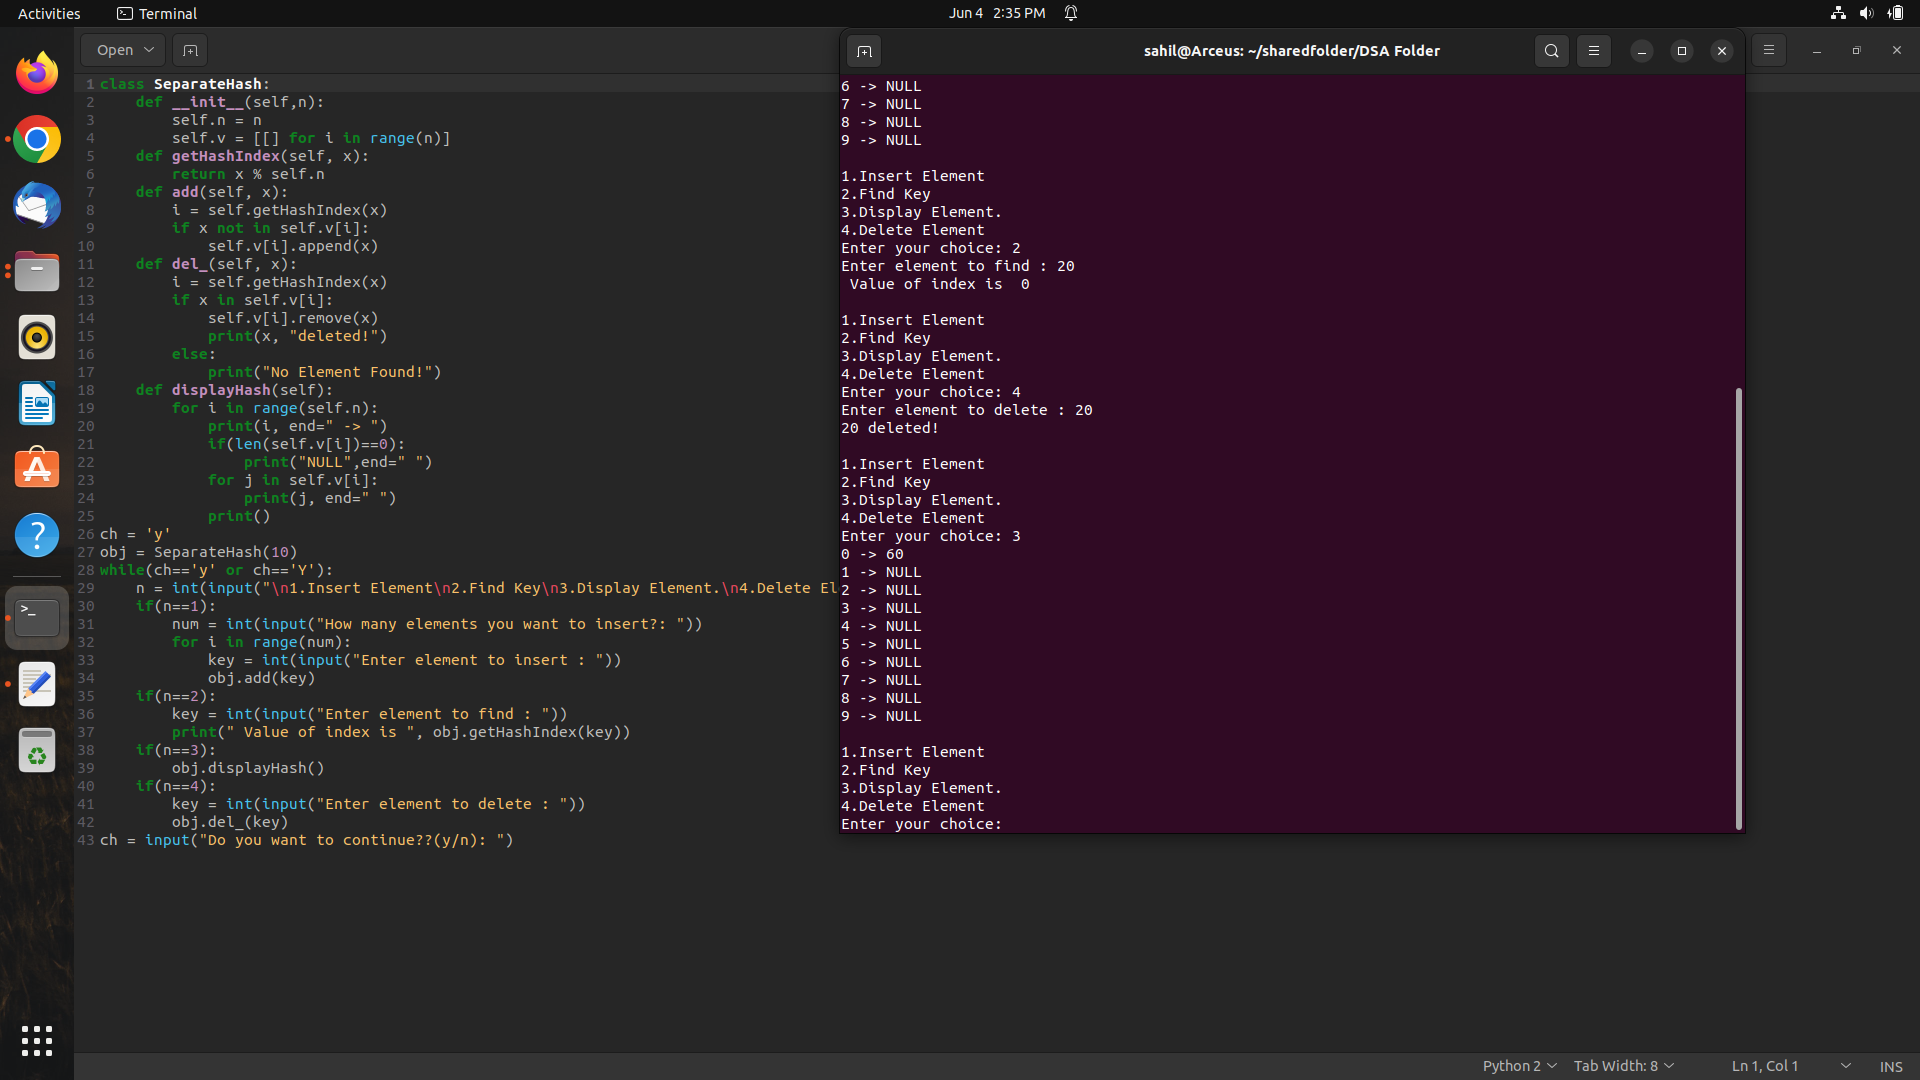 Activities
Terminal
Jun 4 2:35 PM
Open
1 class SeparateHash:
2     def __init__(self,n):
3         self.n = n
4         self.v = [[] for i in range(n)]
5     def getHashIndex(self, x):
6         return x % self.n
7     def add(self, x):
8         i = self.getHashIndex(x)
9         if x not in self.v[i]:
10             self.v[i].append(x)
11     def del_(self, x):
12         i = self.getHashIndex(x)
13         if x in self.v[i]:
14             self.v[i].remove(x)
15             print(x, "deleted!")
16         else:
17             print("No Element Found!")
18     def displayHash(self):
19         for i in range(self.n):
20             print(i, end=" -> ")
21             if(len(self.v[i])==0):
22                 print("NULL",end=" ")
23             for j in self.v[i]:
24                 print(j, end=" ")
25             print()
26 ch = 'y'
27 obj = SeparateHash(10)
28 while(ch=='y' or ch=='Y'):
29     n = int(input("\n1.Insert Element\n2.Find Key\n3.Display Element.\n4.Delete El
30     if(n==1):
31         num = int(input("How many elements you want to insert?: "))
32         for i in range(num):
33             key = int(input("Enter element to insert : "))
34             obj.add(key)
35     if(n==2):
36         key = int(input("Enter element to find : "))
37         print(" Value of index is ", obj.getHashIndex(key))
38     if(n==3):
39         obj.displayHash()
40     if(n==4):
41         key = int(input("Enter element to delete : "))
42         obj.del_(key)
43 ch = input("Do you want to continue??(y/n): ")
sahil@Arceus: ~/sharedfolder/DSA Folder
6 -> NULL
7 -> NULL
8 -> NULL
9 -> NULL
1.Insert Element
2.Find Key
3.Display Element.
4.Delete Element
Enter your choice: 2
Enter element to find : 20
 Value of index is  0
1.Insert Element
2.Find Key
3.Display Element.
4.Delete Element
Enter your choice: 4
Enter element to delete : 20
20 deleted!
1.Insert Element
2.Find Key
3.Display Element.
4.Delete Element
Enter your choice: 3
0 -> 60
1 -> NULL
2 -> NULL
3 -> NULL
4 -> NULL
5 -> NULL
6 -> NULL
7 -> NULL
8 -> NULL
9 -> NULL
1.Insert Element
2.Find Key
3.Display Element.
4.Delete Element
Enter your choice:
Python 2
Tab Width: 8
Ln 1, Col 1
INS